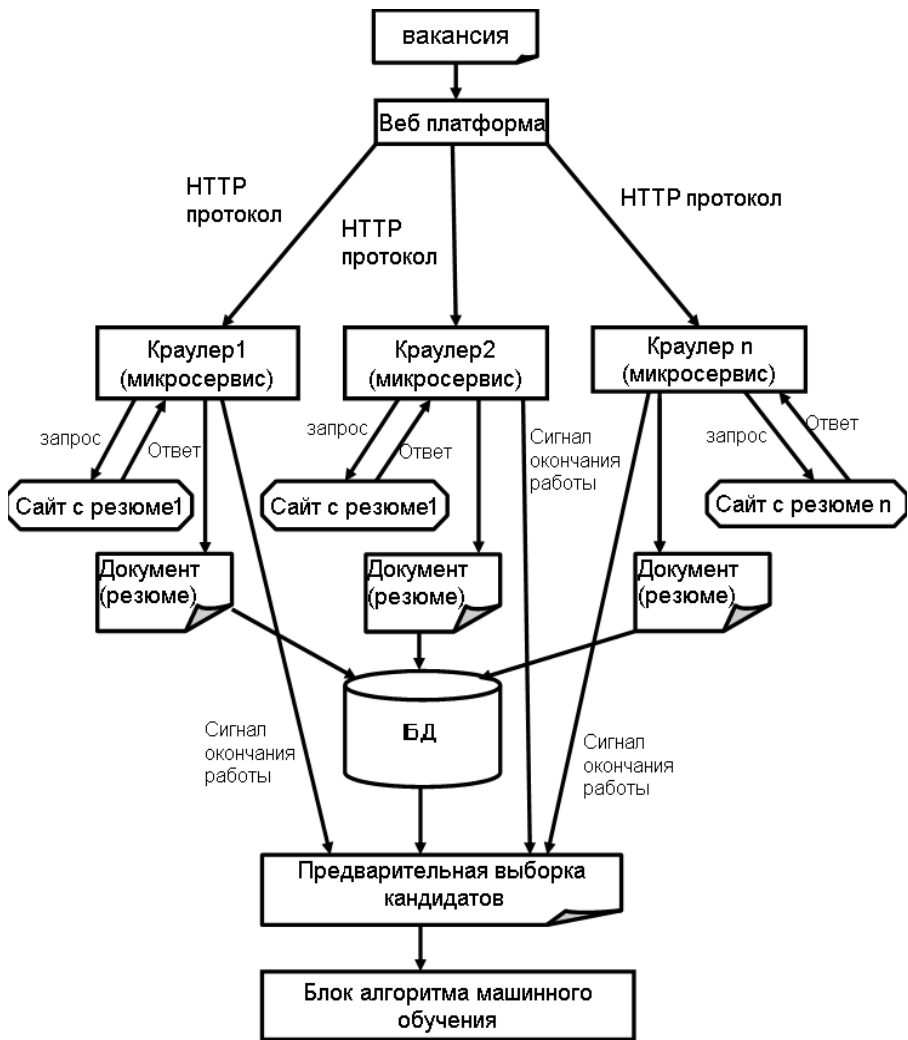 вакансия
Веб платформа
HTTP
протокол
HTTP
протокол
HTTP протокол
Краулер1
(микросервис)
Краулер2
(микросервис)
Краулер n
(микросервис)
запрос
Ответ
запрос
Ответ
Сигнал
окончания
работы
запрос
Ответ
Сайт с резюме1
Сайт с резюме1
Сайт с резюме n
Документ
(резюме)
Документ
(резюме)
Документ
(резюме)
БД
Сигнал
окончания
работы
Сигнал
окончания
работы
Предварительная выборка
кандидатов
Блок алгоритма машинного
обучения